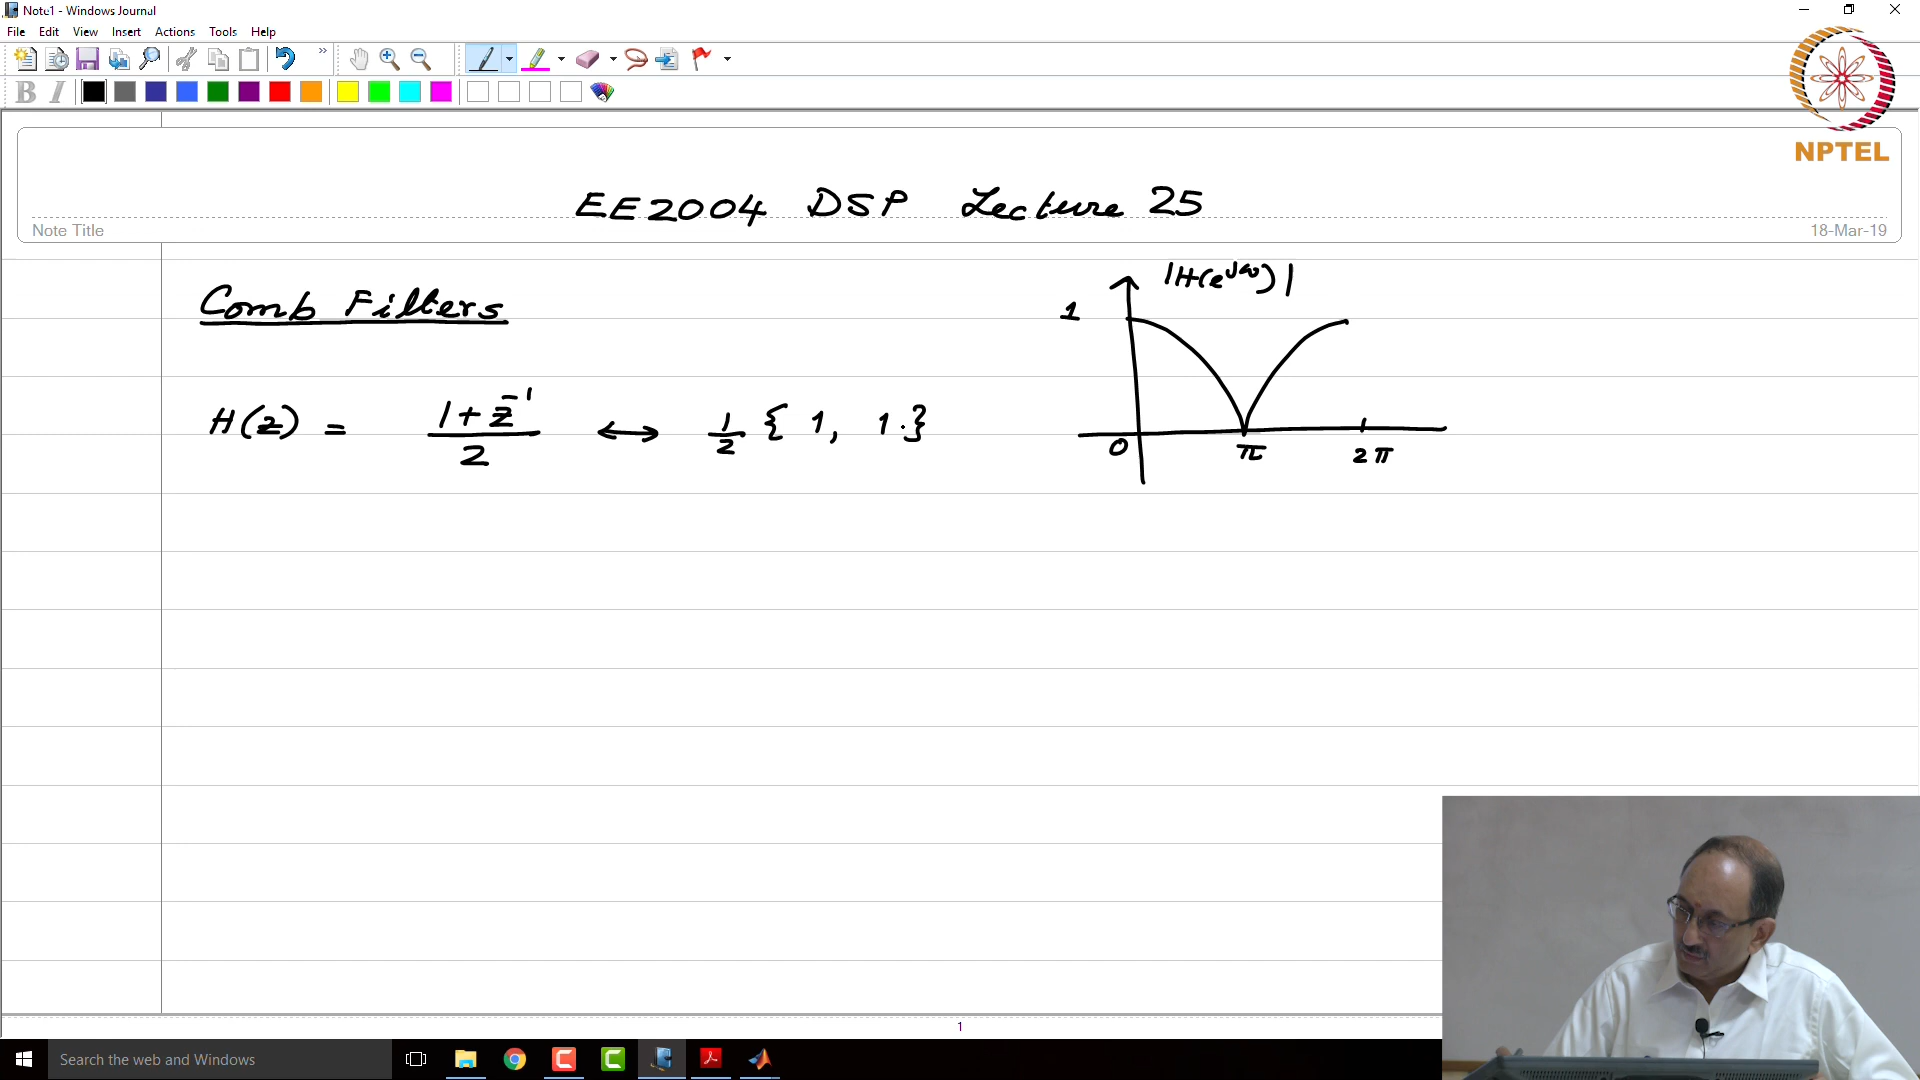 Note1 - Windows Journal
File Edit View Insert Actions Tools Help
B I
NPTEL
EE2004 DSP Lecture 25
Note Title
18-Mar-19
Comb Filters
|H(e^jω)|
1
H(z) = (1 + z^-1)/2 ↔ 1/2 { 1, 1 }
0 π 2π
1
Search the web and Windows